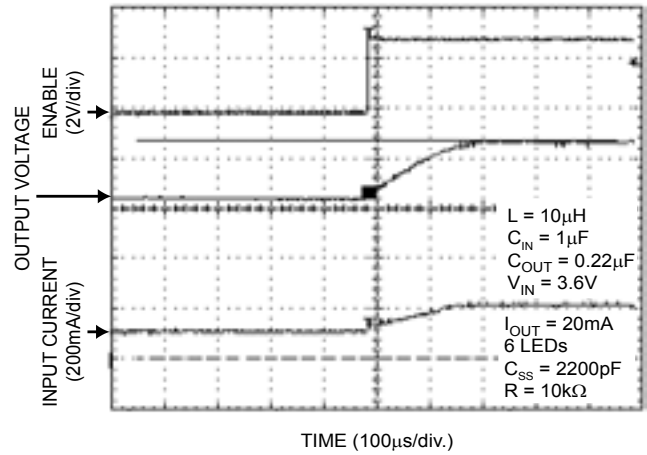 ENABLE
(2V/div)
OUTPUT VOLTAGE
INPUT CURRENT
(200mA/div)
L = 10μH
C_IN = 1μF
C_OUT = 0.22μF
V_IN = 3.6V
I_OUT = 20mA
6 LEDs
C_SS = 2200pF
R = 10kΩ
TIME (100μs/div.)